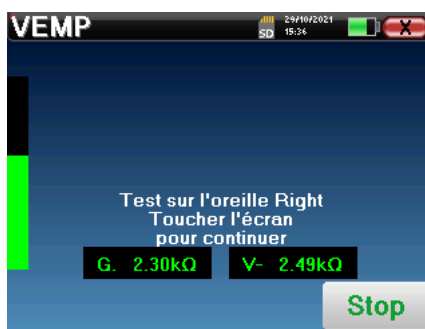 VEMP
SD
29/10/2021
15:36
X
Test sur l'oreille Right
Toucher l'écran
pour continuer
G. 2.30kΩ
V- 2.49kΩ
Stop